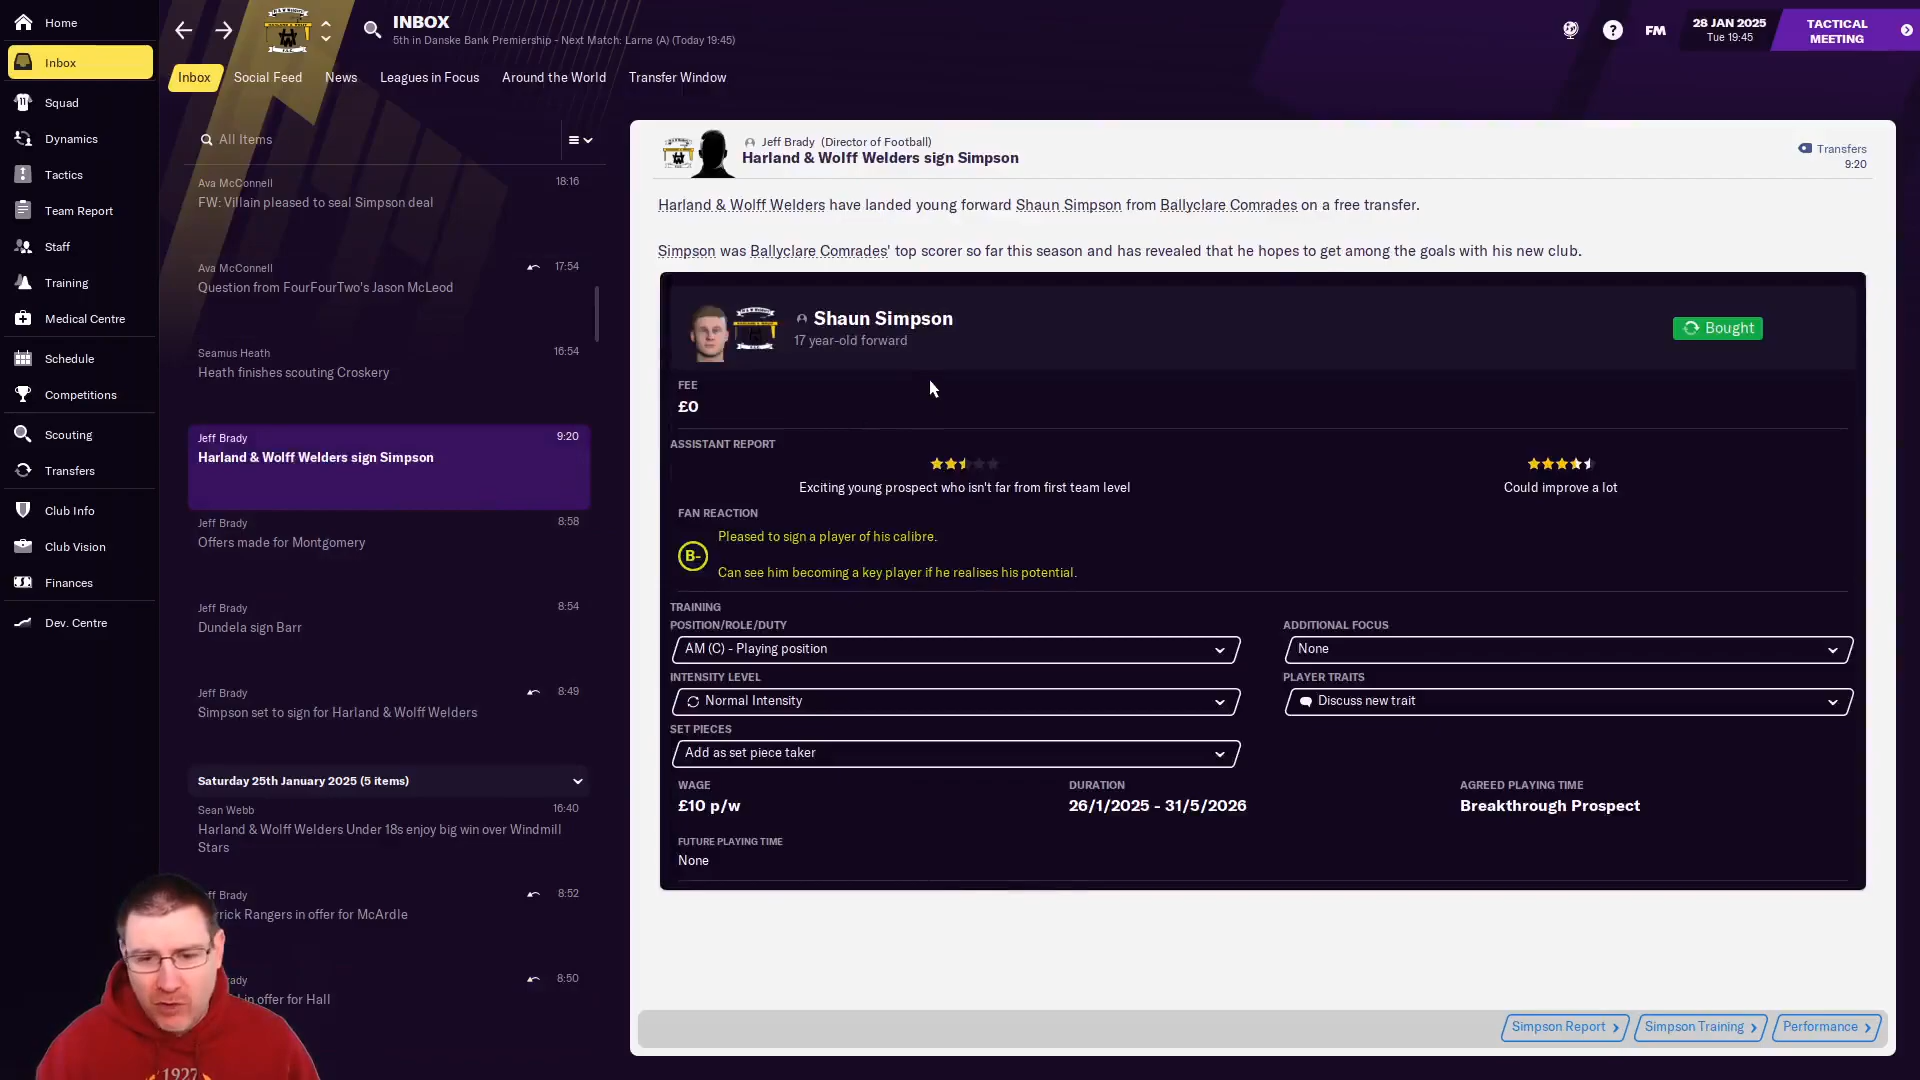 Home
Inbox
Squad
Dynamics
Tactics
Team Report
Staff
Training
Medical Centre
Schedule
Competitions
Scouting
Transfers
Club Info
Club Vision
Finances
Dev. Centre
INBOX
5th in Danske Bank Premiership - Next Match: Larne (A) (Today 19:45)
FM
28 JAN 2025
Tue 19:45
TACTICAL
MEETING
Inbox
Social Feed
News
Leagues in Focus
Around the World
Transfer Window
All Items
Ava McConnell
18:16
FW: Villain pleased to seal Simpson deal
Ava McConnell
17:54
Question from FourFourTwo's Jason McLeod
Seamus Heath
16:54
Heath finishes scouting Croskery
Jeff Brady
9:20
Harland & Wolff Welders sign Simpson
Jeff Brady
8:58
Offers made for Montgomery
Jeff Brady
8:54
Dundela sign Barr
Jeff Brady
8:49
Simpson set to sign for Harland & Wolff Welders
Saturday 25th January 2025 (5 items)
Sean Webb
16:40
Harland & Wolff Welders Under 18s enjoy big win over Windmill
Stars
Brady
8:52
Rangers in offer for McArdle
8:50
in offer for Hall
1927
Jeff Brady (Director of Football)
Harland & Wolff Welders sign Simpson
Transfers
9:20
Harland & Wolff Welders have landed young forward Shaun Simpson from Ballyclare Comrades on a free transfer.
Simpson was Ballyclare Comrades' top scorer so far this season and has revealed that he hopes to get among the goals with his new club.
Shaun Simpson
17 year-old forward
Bought
FEE
£0
ASSISTANT REPORT
Exciting young prospect who isn't far from first team level
Could improve a lot
FAN REACTION
B-
Pleased to sign a player of his calibre.
Can see him becoming a key player if he realises his potential.
TRAINING
POSITION/ROLE/DUTY
ADDITIONAL FOCUS
AM (C) - Playing position
None
INTENSITY LEVEL
PLAYER TRAITS
Normal Intensity
Discuss new trait
SET PIECES
Add as set piece taker
WAGE
DURATION
AGREED PLAYING TIME
£10 p/w
26/1/2025 - 31/5/2026
Breakthrough Prospect
FUTURE PLAYING TIME
None
Simpson Report
Simpson Training
Performance